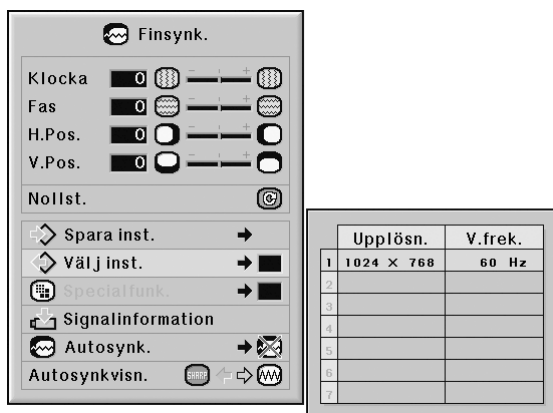 Finsynk.
Klocka 0
Fas 0
H.Pos. 0
V.Pos. 0
Nollst.
Spara inst.
Välj inst.
Specialfunk.
Signalinformation
Autosynk.
Autosynkvisn. SHARP
Upplösn. V.frek.
1 1024 × 768 60 Hz
2
3
4
5
6
7